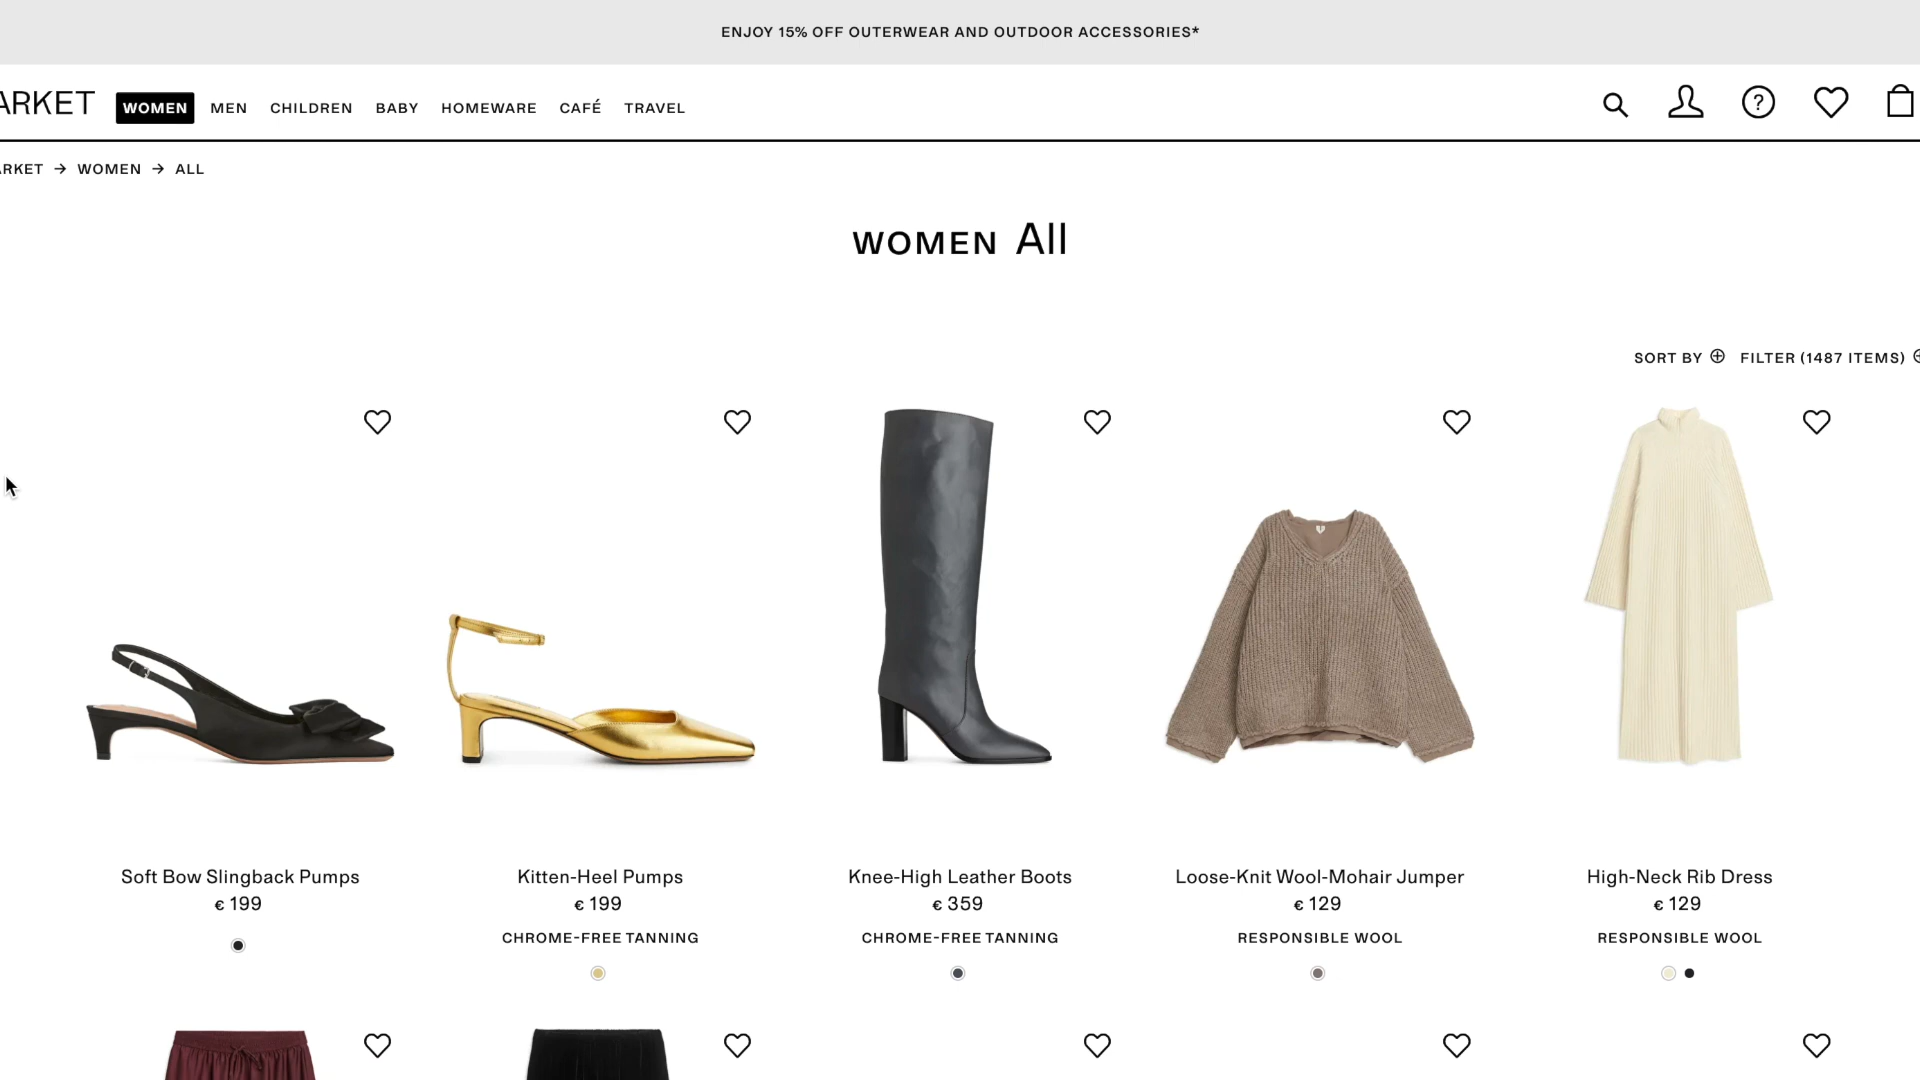 ENJOY 15% OFF OUTERWEAR AND OUTDOOR ACCESSORIES*
ARKET WOMEN MEN CHILDREN BABY HOMEWARE CAFÉ TRAVEL
RKET → WOMEN → ALL
WOMEN All
SORT BY FILTER (1487 ITEMS)
Soft Bow Slingback Pumps
€ 199
Kitten-Heel Pumps
€ 199
CHROME-FREE TANNING
Knee-High Leather Boots
€ 359
CHROME-FREE TANNING
Loose-Knit Wool-Mohair Jumper
€ 129
RESPONSIBLE WOOL
High-Neck Rib Dress
€ 129
RESPONSIBLE WOOL